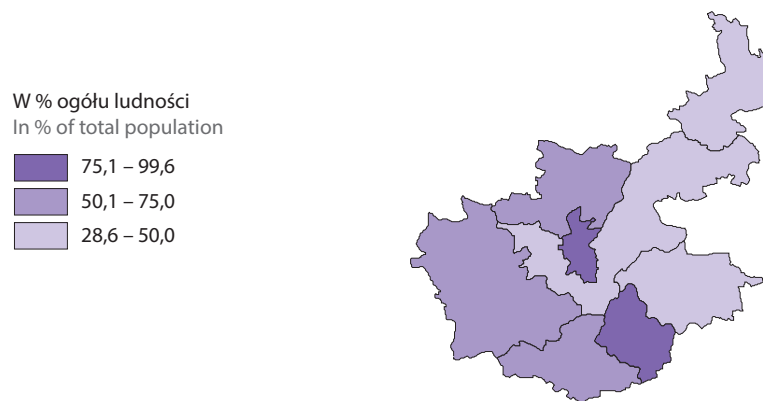 W % ogółu ludności
In % of total population
75,1 – 99,6
50,1 – 75,0
28,6 – 50,0